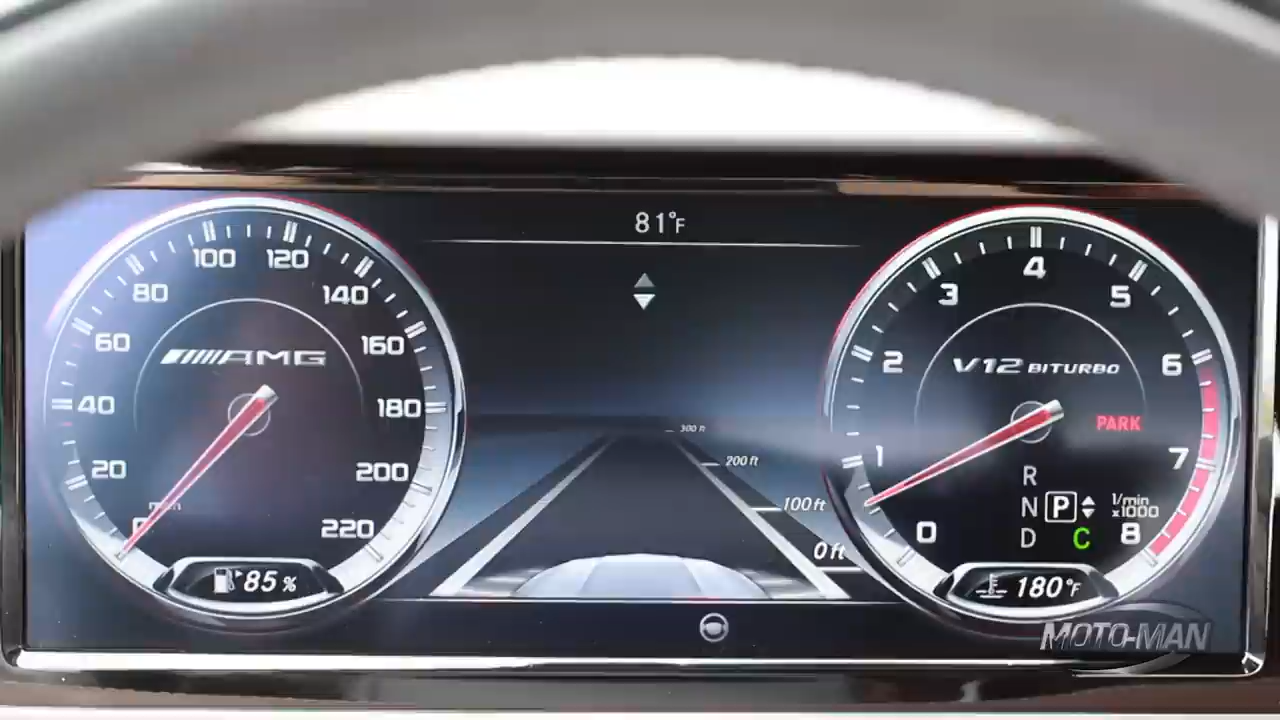 81°F
100 120
80 140
60 160
AMG
40 180
20 200
mph
0 220
85 %
300 ft
200 ft
100 ft
0 ft
4
3 5
2 6
V12 BITURBO
PARK
1 7
R
N P 1/min
x1000
D C
0 8
180°F
MOTO-MAN